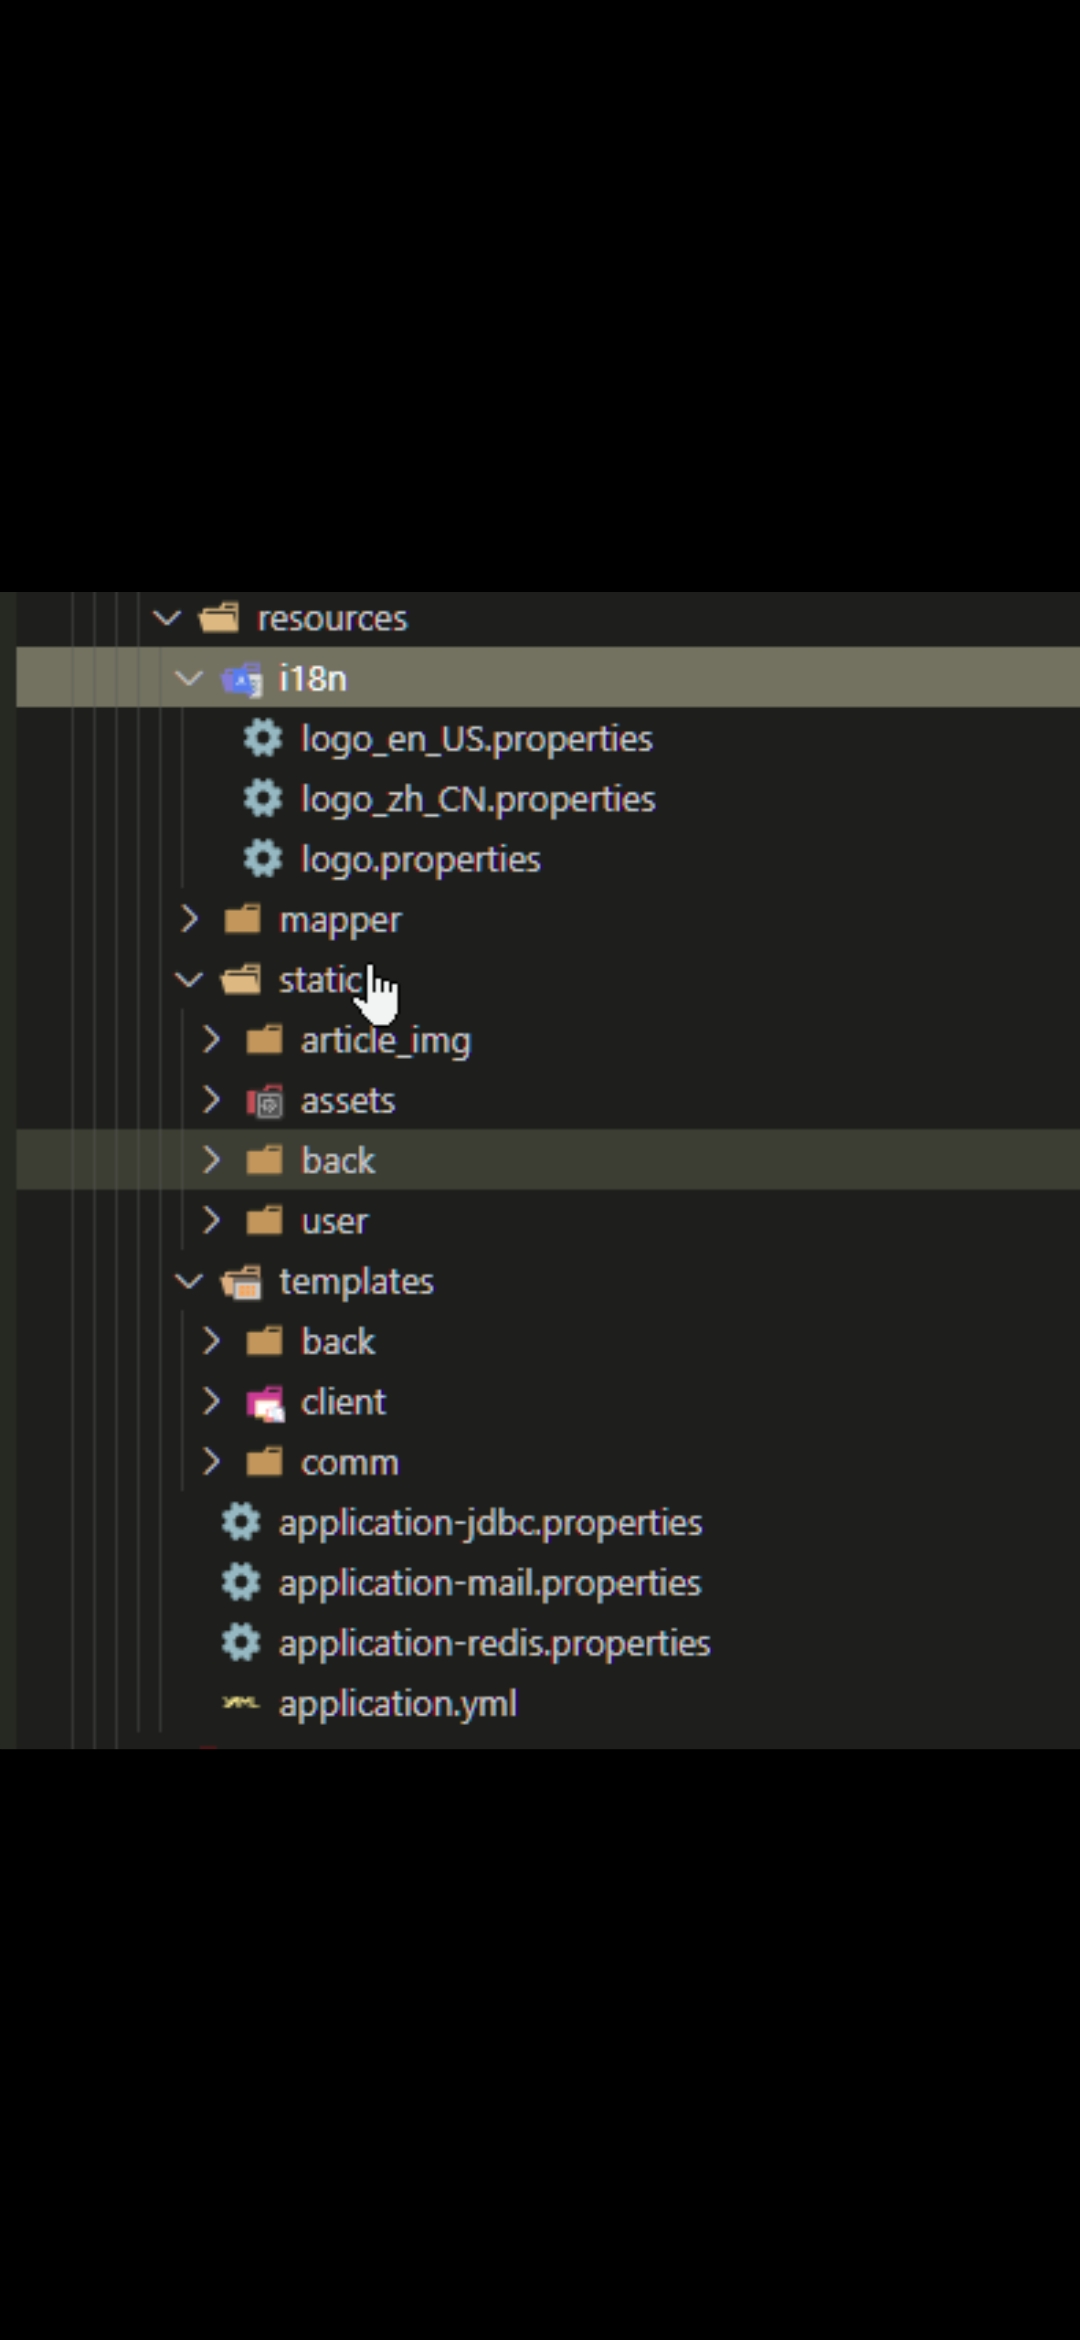 resources
i18n
logo_en_US.properties
logo_zh_CN.properties
logo.properties
mapper
static
article_img
assets
back
user
templates
back
client
comm
application-jdbc.properties
application-mail.properties
application-redis.properties
application.yml